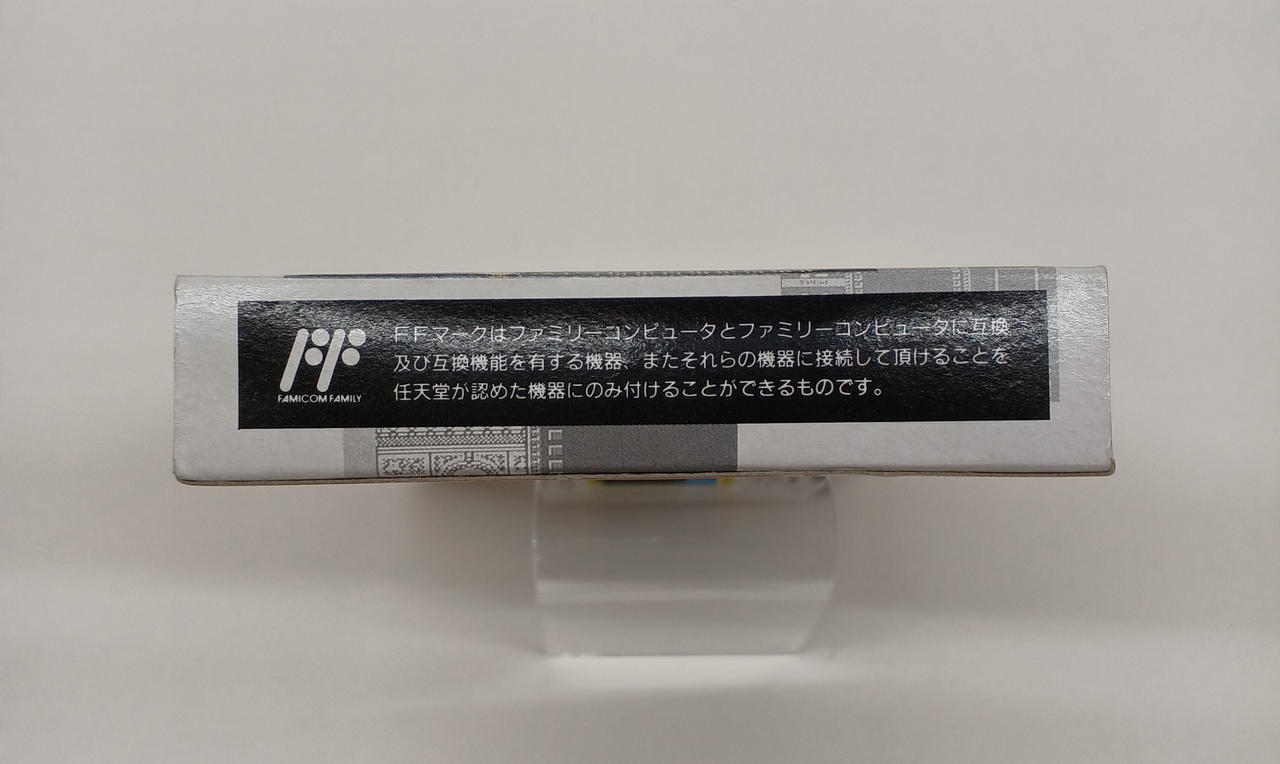 FFマークはファミリーコンピュータとファミリーコンピュータに互換
及び互換機能を有する機器、またそれらの機器に接続して頂けることを
任天堂が認めた機器にのみ付けることができるものです。
FF
FAMICOM FAMILY